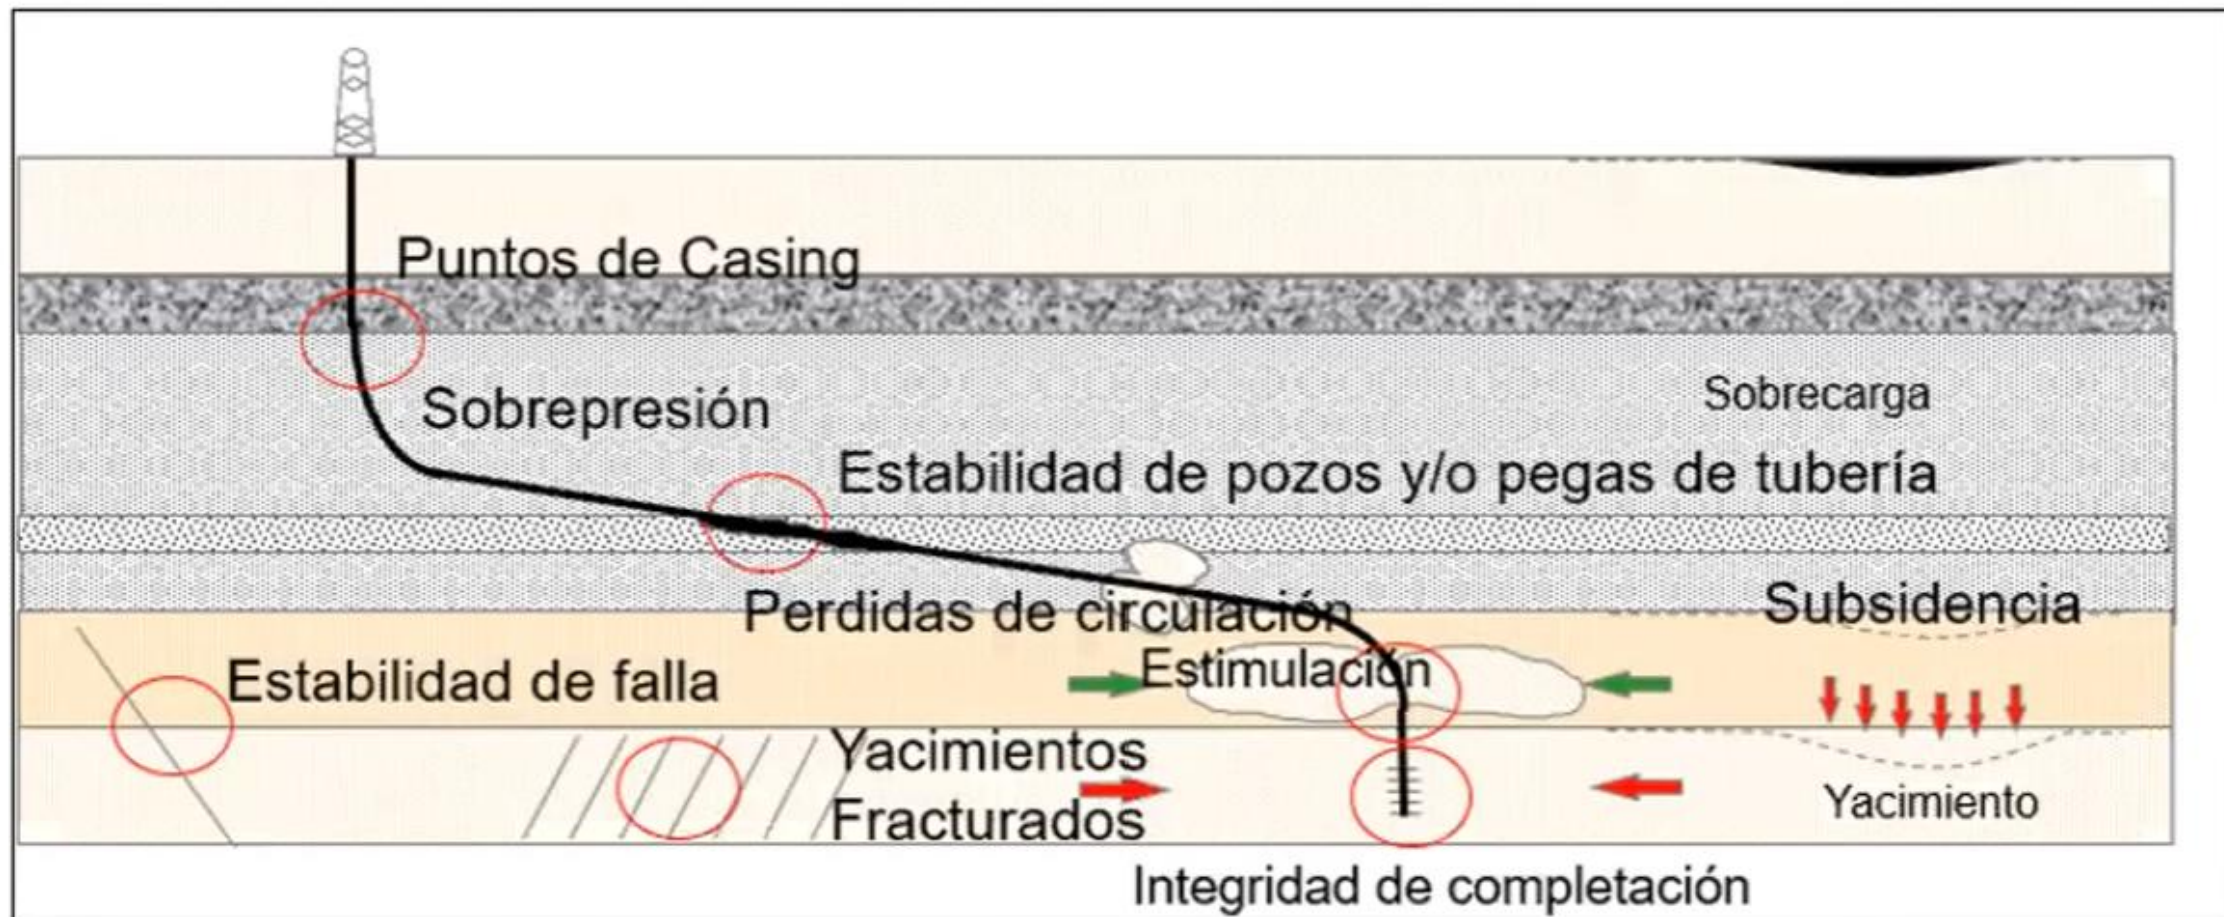 Puntos de Casing
Sobrecarga
Sobrepresión
Estabilidad de pozos y/o pegas de tubería
Perdidas de circulación
Subsidencia
Estimulación
Estabilidad de falla
Yacimientos
Fracturados
Yacimiento
Integridad de completación